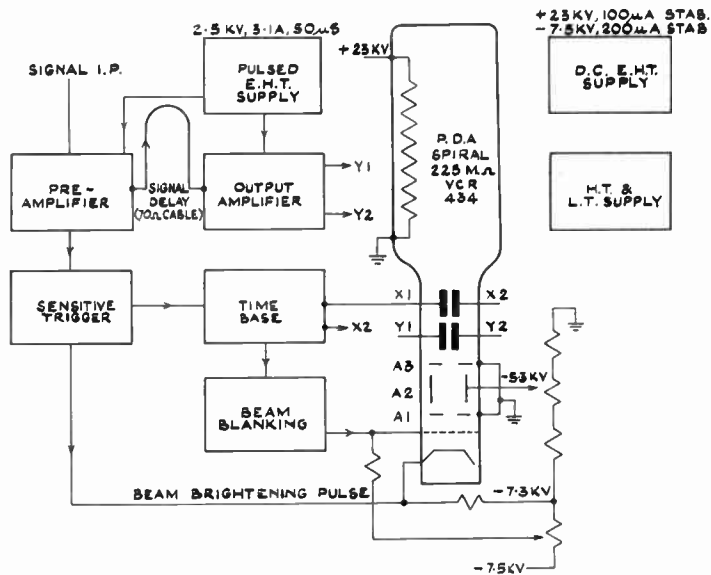 2.5 KV, 3.1A, 50μS
+23KV, 100μA STAB.
-7.5KV, 200μA STAB
SIGNAL I.P.
PULSED
E.H.T.
SUPPLY
+23KV
D.C. E.H.T.
SUPPLY
PRE-
AMPLIFIER
SIGNAL
DELAY
(70Ω CABLE)
OUTPUT
AMPLIFIER
Y1
Y2
P.D.A
SPIRAL
225 MΩ
VCR
434
H.T. &
L.T. SUPPLY
SENSITIVE
TRIGGER
TIME
BASE
X2
X1
X2
Y1
Y2
A3
A2
A1
-5.3KV
BEAM
BLANKING
BEAM BRIGHTENING PULSE
-7.3KV
-7.5KV